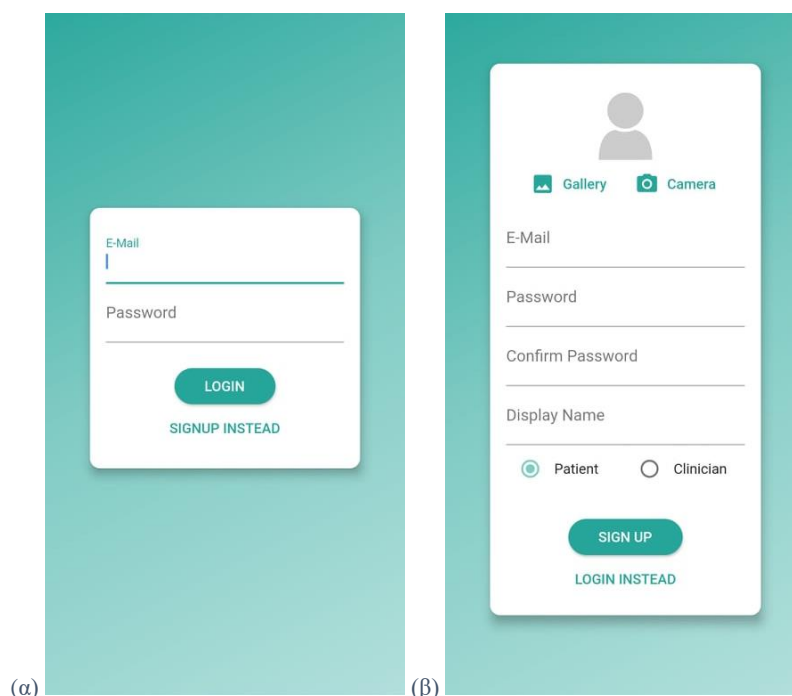 E-Mail
Password
LOGIN
SIGNUP INSTEAD
(α)
Gallery Camera
E-Mail
Password
Confirm Password
Display Name
Patient Clinician
SIGN UP
LOGIN INSTEAD
(β)